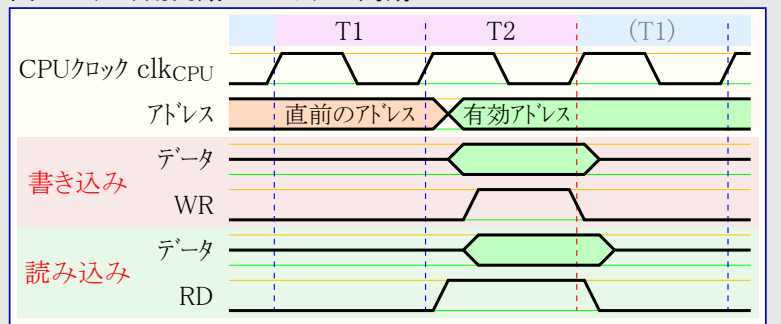 T1 T2 (T1)
CPUクロック clkCPU
アドレス 直前のアドレス 有効アドレス
書き込み
データ
WR
読み込み
データ
RD